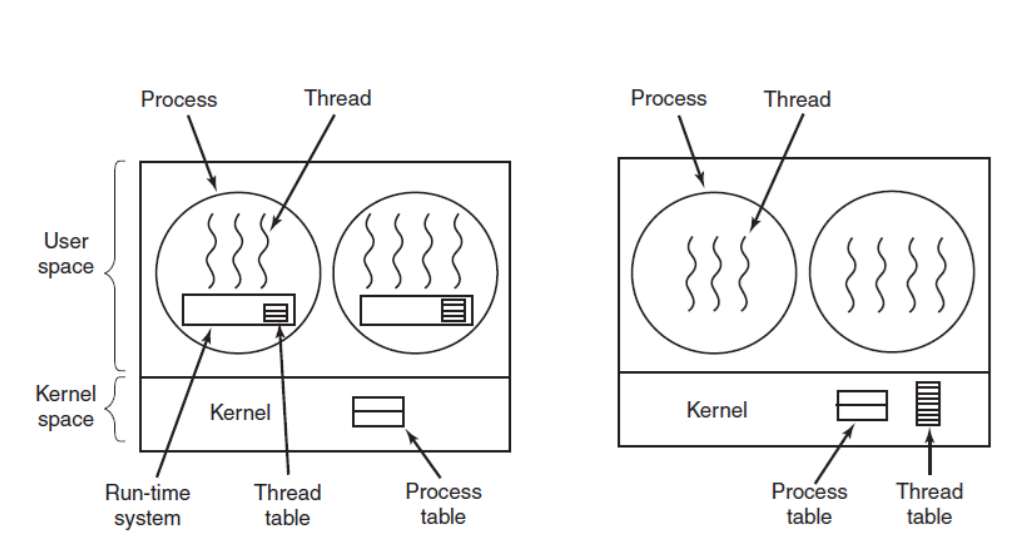 Process
Thread
User
space
Kernel
space
Kernel
Run-time
system
Thread
table
Process
table
Process
Thread
Kernel
Process
table
Thread
table